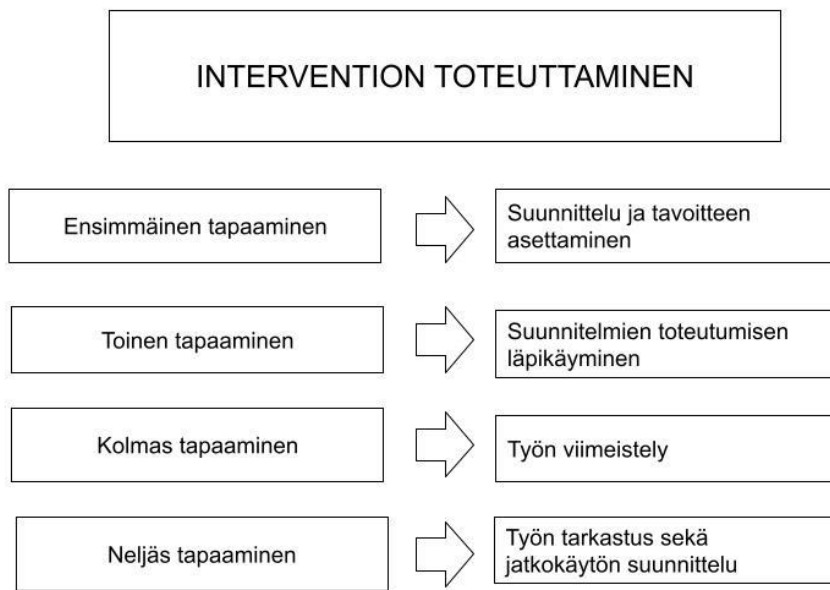 INTERVENTION TOTEUTTAMINEN
Ensimmäinen tapaaminen
Suunnittelu ja tavoitteen
asettaminen
Toinen tapaaminen
Suunnitelmien toteutumisen
läpikäyminen
Kolmas tapaaminen
Työn viimeistely
Neljäs tapaaminen
Työn tarkastus sekä
jatkokäytön suunnittelu